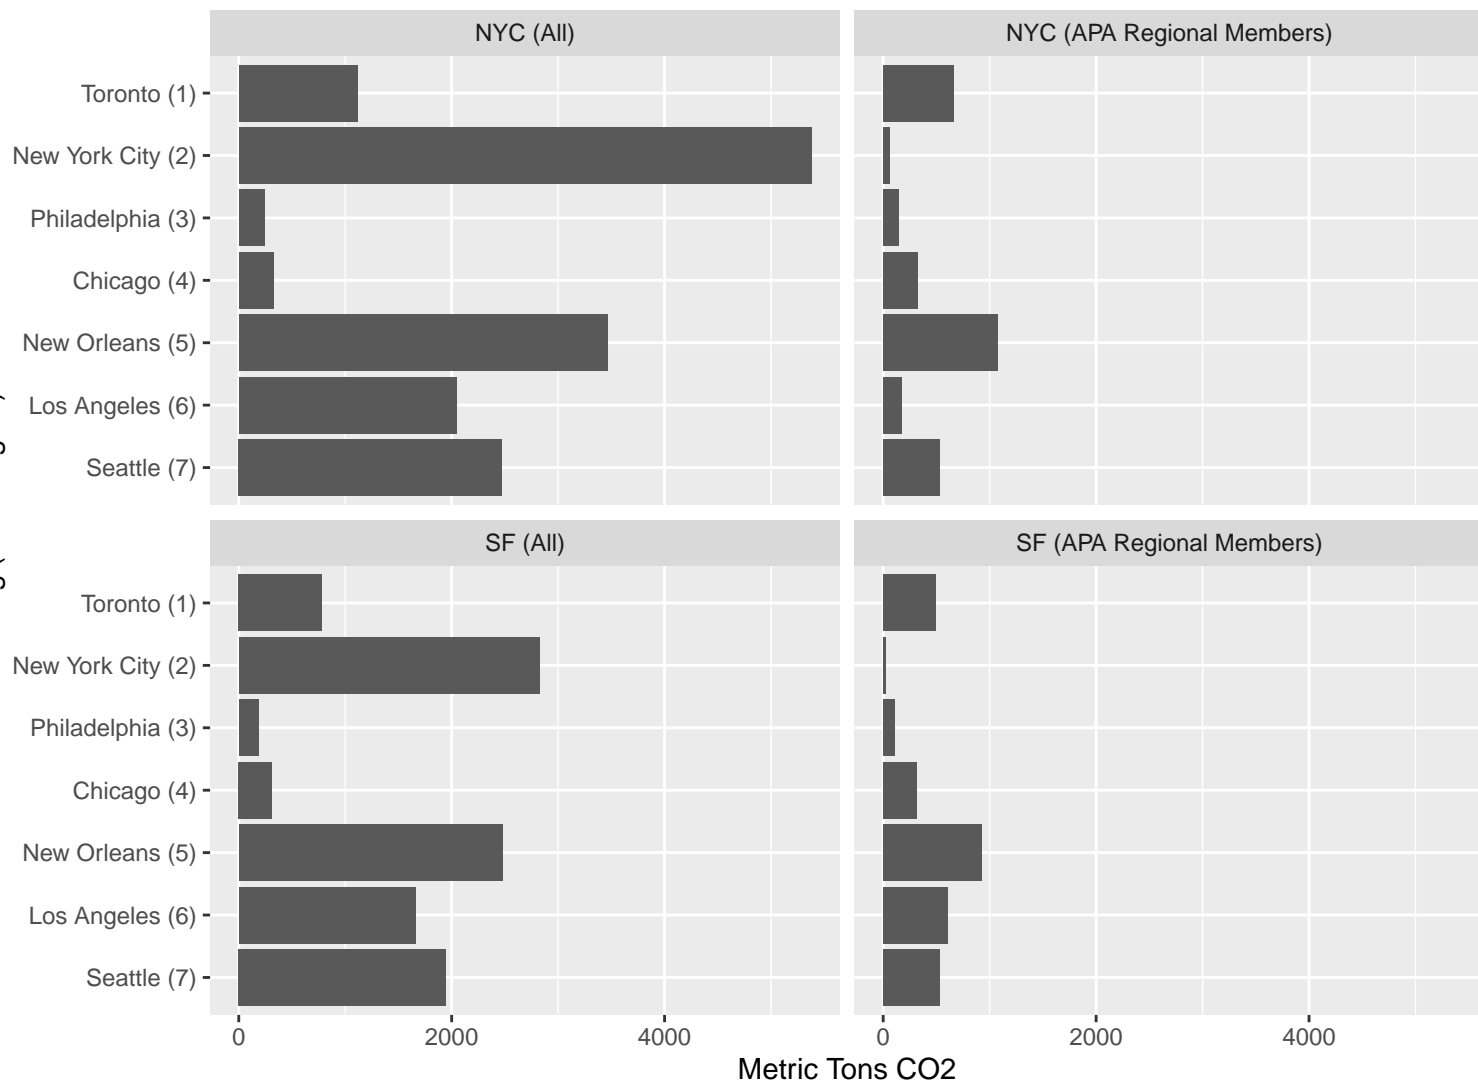 NYC (All)
NYC (APA Regional Members)
Toronto (1)
New York City (2)
Philadelphia (3)
Chicago (4)
New Orleans (5)
Los Angeles (6)
Seattle (7)
SF (All)
SF (APA Regional Members)
Toronto (1)
New York City (2)
Philadelphia (3)
Chicago (4)
New Orleans (5)
Los Angeles (6)
Seattle (7)
0 2000 4000
0 2000 4000
Metric Tons CO2